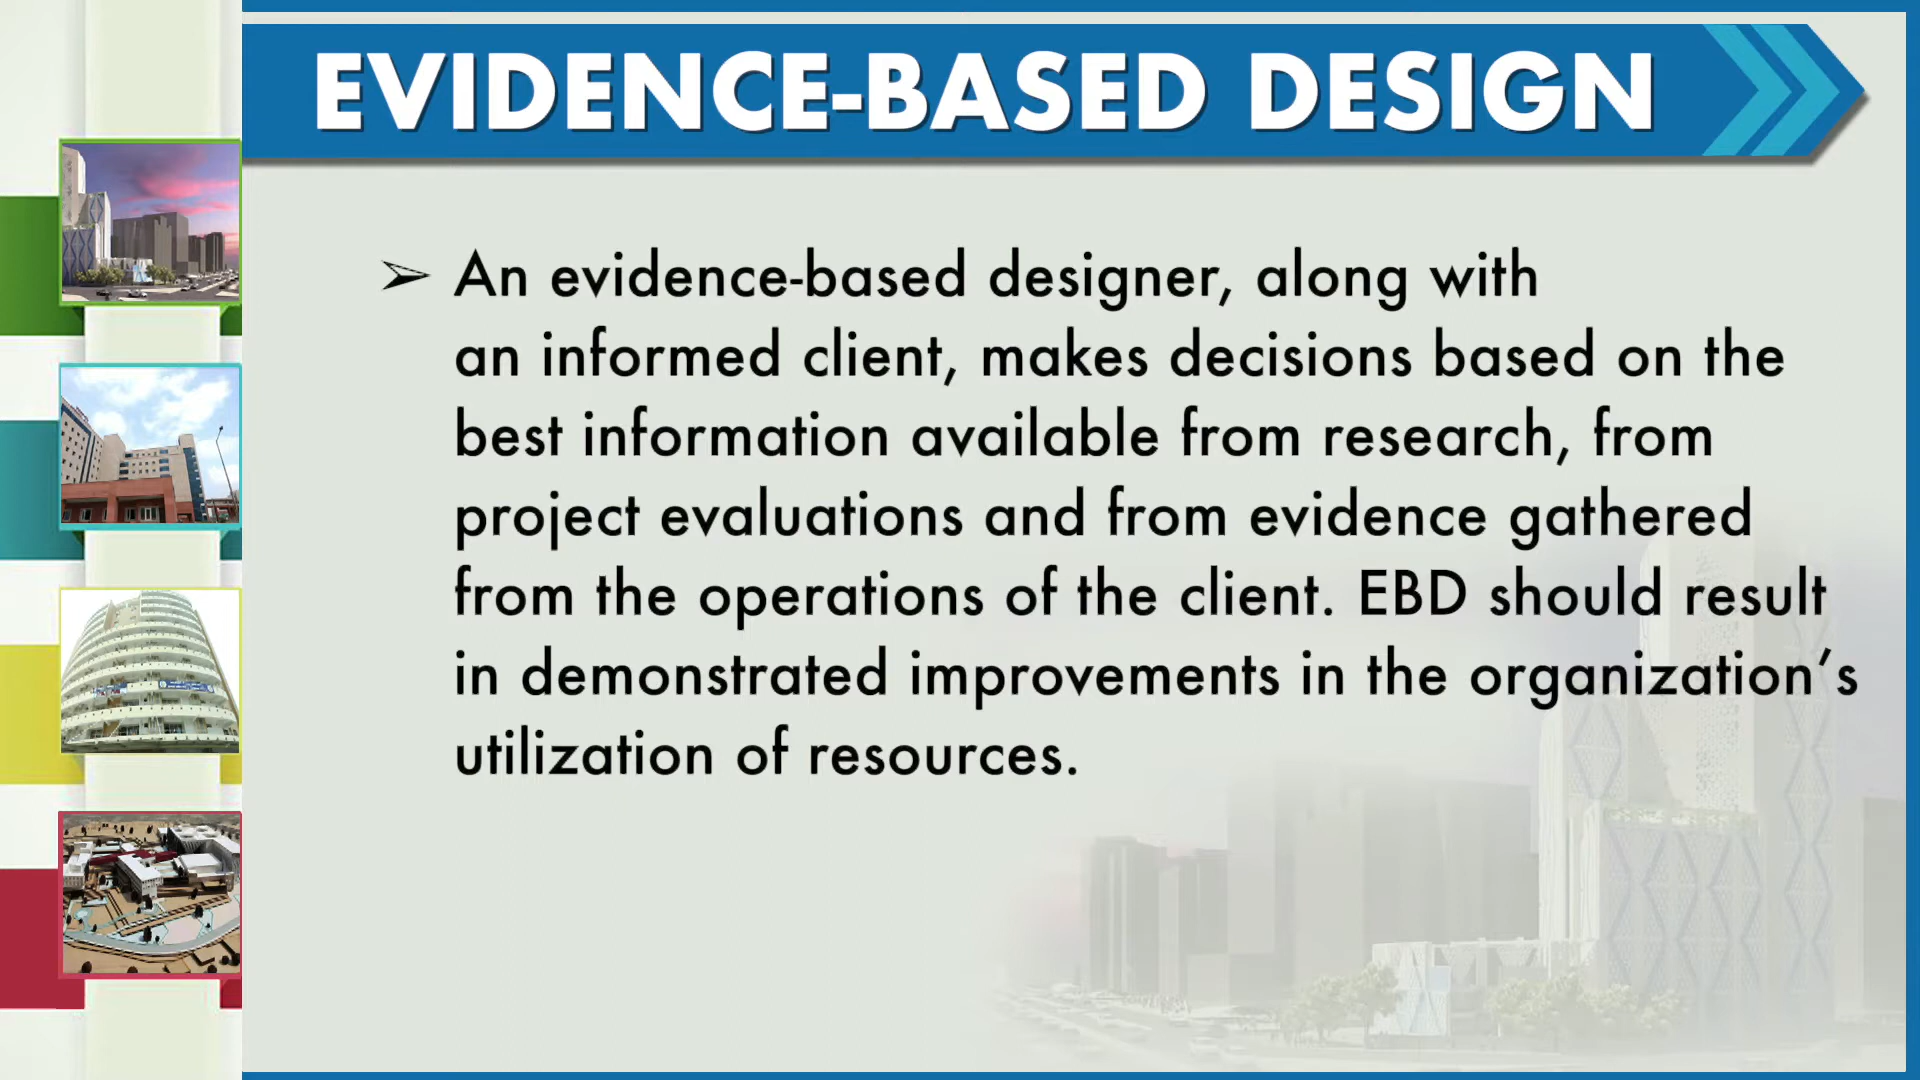 EVIDENCE-BASED DESIGN
➢ An evidence-based designer, along with
an informed client, makes decisions based on the
best information available from research, from
project evaluations and from evidence gathered
from the operations of the client. EBD should result
in demonstrated improvements in the organization’s
utilization of resources.